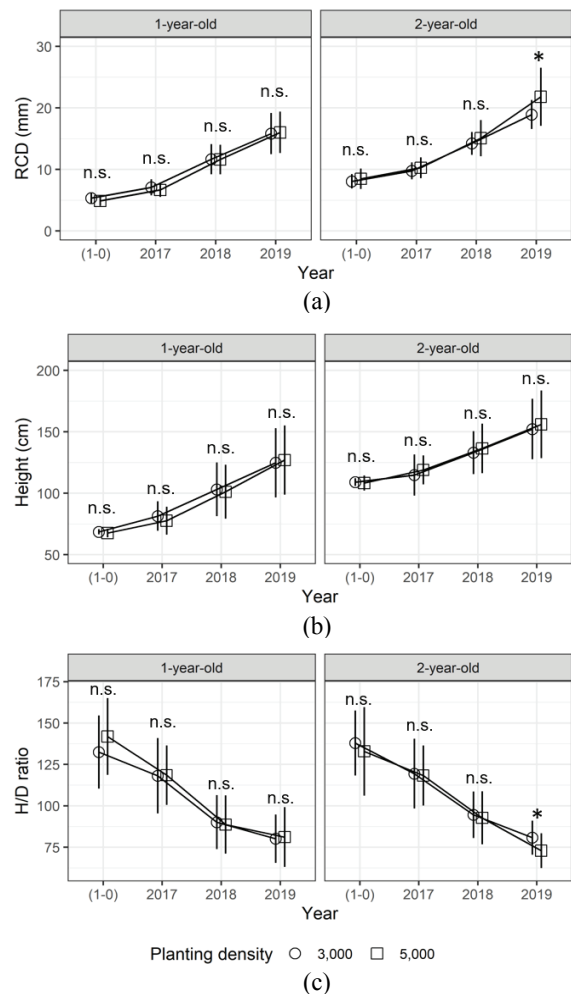 1-year-old 2-year-old
30
20
10
0
RCD (mm)
n.s. n.s. n.s. n.s. n.s. n.s. n.s. *
(1-0) 2017 2018 2019 (1-0) 2017 2018 2019
Year
(a)
1-year-old 2-year-old
200
150
100
50
Height (cm)
n.s. n.s. n.s. n.s. n.s. n.s. n.s. n.s.
(1-0) 2017 2018 2019 (1-0) 2017 2018 2019
Year
(b)
1-year-old 2-year-old
175
150
125
100
75
H/D ratio
n.s. n.s. n.s. n.s. n.s. n.s. n.s. *
(1-0) 2017 2018 2019 (1-0) 2017 2018 2019
Year
Planting density 3,000 5,000
(c)